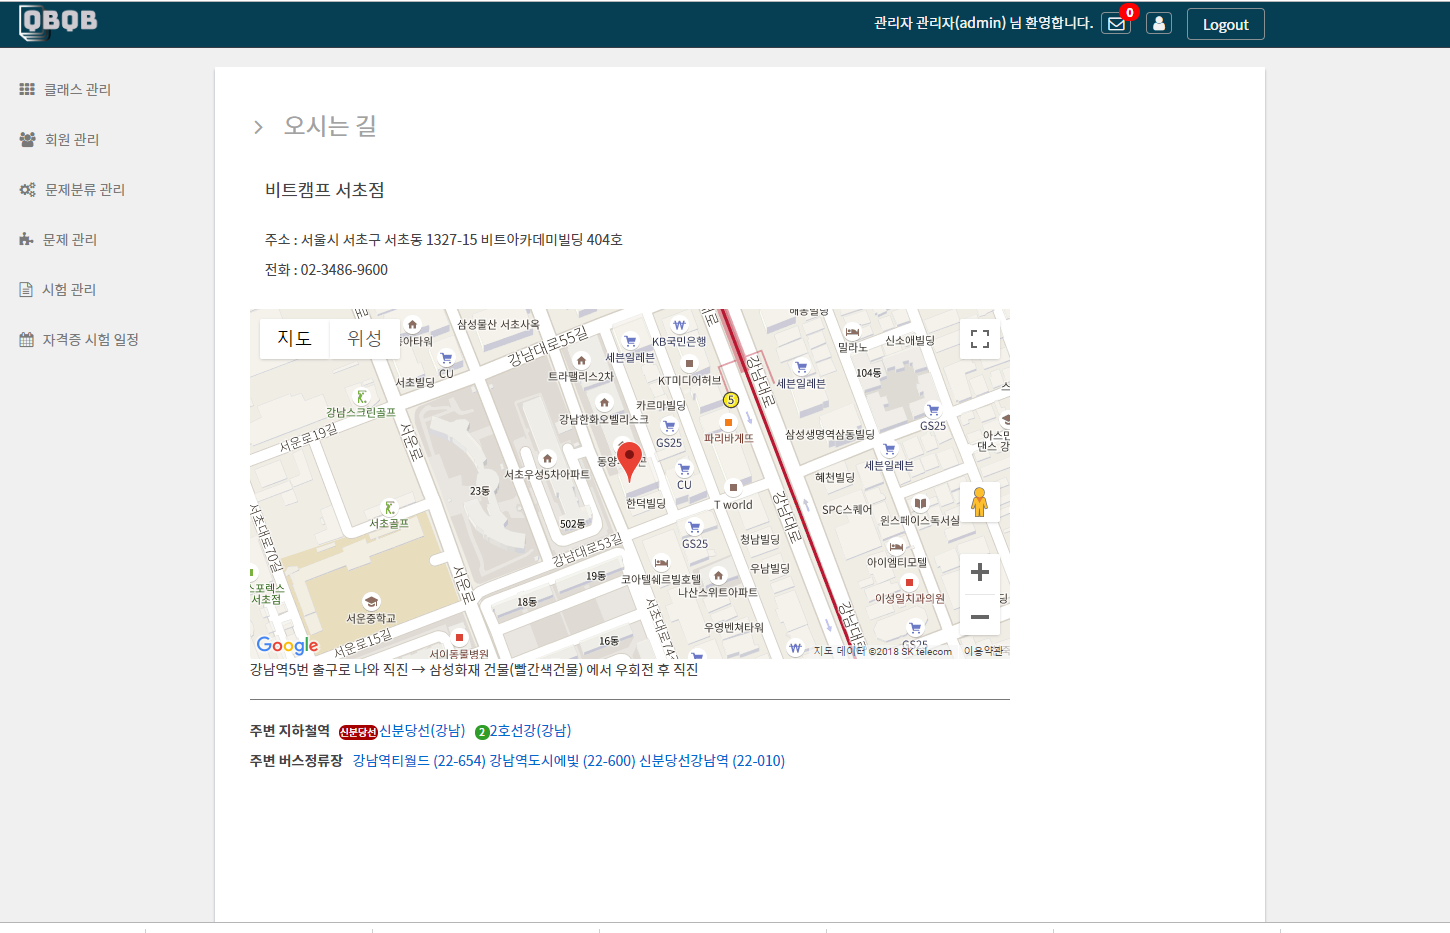 QBQB
관리자 관리자(admin) 님 환영합니다.
0
Logout
클래스 관리
회원 관리
문제분류 관리
문제 관리
시험 관리
자격증 시험 일정
오시는 길
비트캠프 서초점
주소 : 서울시 서초구 서초동 1327-15 비트아카데미빌딩 404호
전화 : 02-3486-9600
지도
위성
삼성물산 서초사옥
강남대로55길
KB국민은행
세븐일레븐
밀라노
신소애빌딩
서초빌딩
CU
트라팰리스2차
KT미디어허브
강남대로
세븐일레븐
104동
강남스크린골프
강남한화오벨리스크
카르마빌딩
5
파리바게뜨
GS25
GS25
서운로19길
서운로
삼성생명역삼동빌딩
서초우성5차아파트
세븐일레븐
23동
CU
혜천빌딩
한덕빌딩
T world
SPC스퀘어
윈스페이스독서실
서초대로70길
서초골프
502동
강남대로
GS25
청남빌딩
강남대로53길
아이엠티모텔
19동
코아텔쉐르빌호텔
우남빌딩
서초점
서운로
나산스위트아파트
이성일치과의원
18동
서운중학교
서초대로74길
강남대로
우영벤처타워
16동
서운로15길
GS25
Google
서이동물병원
지도 데이터 ©2018 SK telecom
이용약관
강남역5번 출구로 나와 직진 → 삼성화재 건물(빨간색건물) 에서 우회전 후 직진
주변 지하철역 신분당선 신분당선(강남) 2 2호선강(강남)
주변 버스정류장 강남역티월드 (22-654) 강남역도시에빛 (22-600) 신분당선강남역 (22-010)